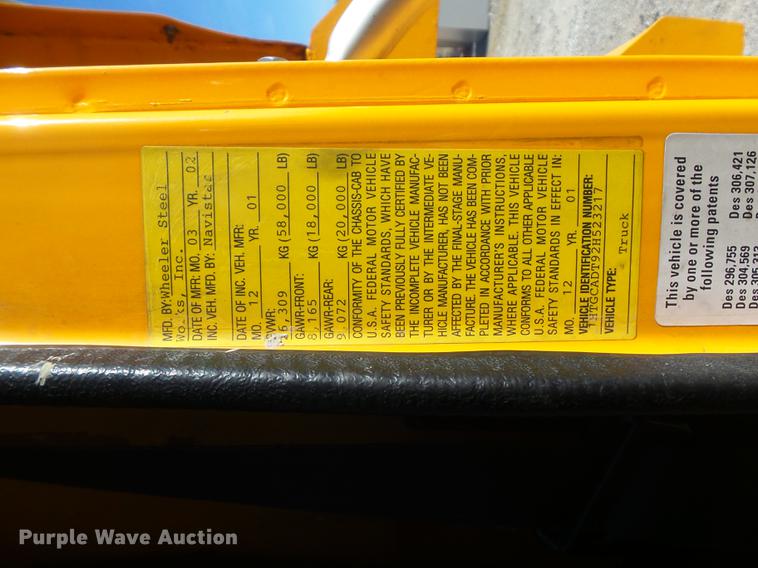 MFD. BY: Wheeler Steel
Works, Inc.
DATE OF MFR: MO. 03 YR. 02
INC. VEH. MFD. BY: Navistar
DATE OF INC. VEH. MFR:
MO. 12 YR. 01
GVWR:
26,309 KG (58,000 LB)
GAWR-FRONT:
8,165 KG (18,000 LB)
GAWR-REAR:
9,072 KG (20,000 LB)
CONFORMITY OF THE CHASSIS-CAB TO
U.S.A. FEDERAL MOTOR VEHICLE
SAFETY STANDARDS, WHICH HAVE
BEEN PREVIOUSLY FULLY CERTIFIED BY
THE INCOMPLETE VEHICLE MANUFAC-
TURER OR BY THE INTERMEDIATE VE-
HICLE MANUFACTURER, HAS NOT BEEN
AFFECTED BY THE FINAL-STAGE MANU-
FACTURE. THE VEHICLE HAS BEEN COM-
PLETED IN ACCORDANCE WITH PRIOR
MANUFACTURER'S INSTRUCTIONS,
WHERE APPLICABLE. THIS VEHICLE
CONFORMS TO ALL OTHER APPLICABLE
U.S.A. FEDERAL MOTOR VEHICLE
SAFETY STANDARDS IN EFFECT IN:
MO. 12 YR. 01
VEHICLE IDENTIFICATION NUMBER:
1HTGCADT92H523217
VEHICLE TYPE: Truck
This vehicle is covered
by one or more of the
following patents
Des 296,755 Des 306,421
Des 304,569 Des 307,126
Purple Wave Auction